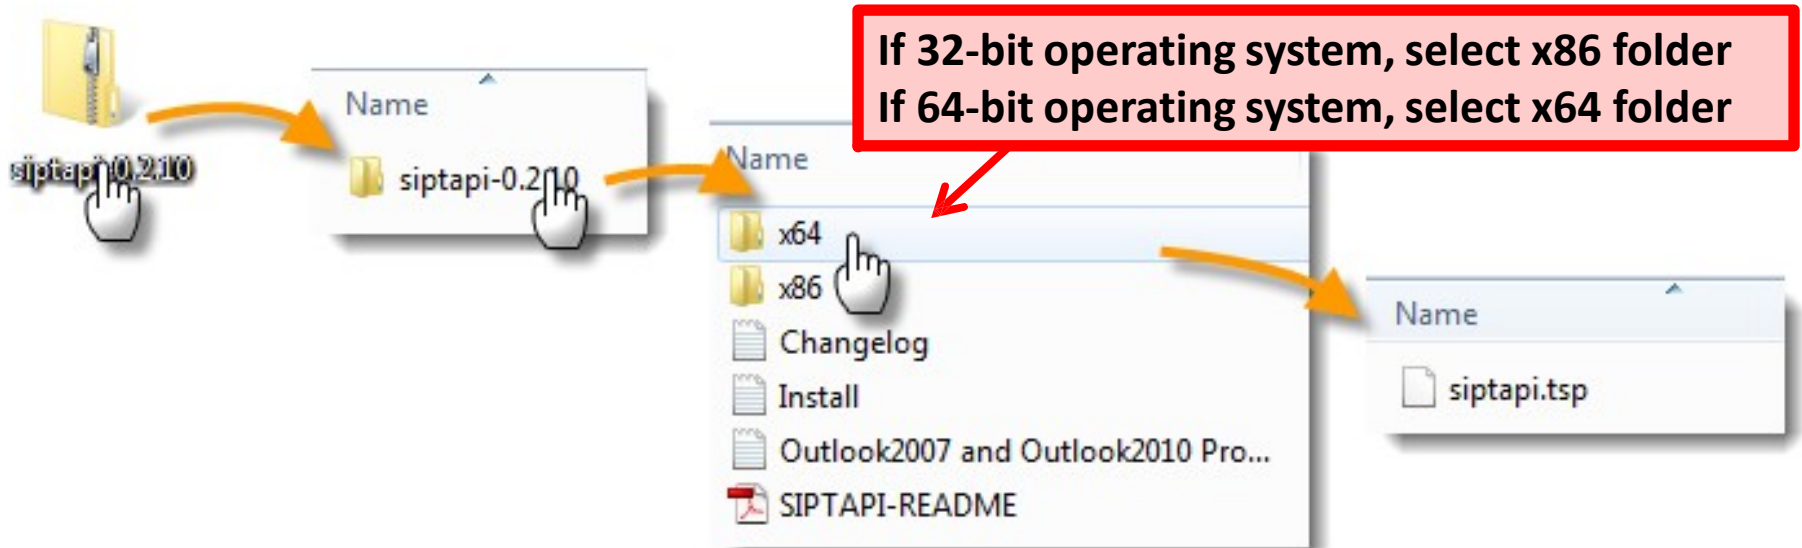 If 32-bit operating system, select x86 folder
If 64-bit operating system, select x64 folder
siptapi-0.2.10
Name
siptapi-0.2.10
Name
x64
x86
Changelog
Install
Outlook2007 and Outlook2010 Pro...
SIPTAPI-README
Name
siptapi.tsp